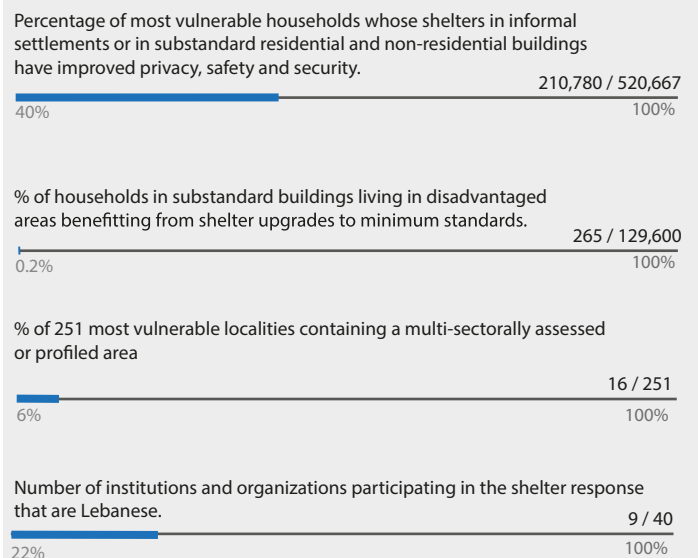 Percentage of most vulnerable households whose shelters in informal
settlements or in substandard residential and non-residential buildings
have improved privacy, safety and security.
210,780 / 520,667
40%
100%
% of households in substandard buildings living in disadvantaged
areas benefitting from shelter upgrades to minimum standards.
265 / 129,600
0.2%
100%
% of 251 most vulnerable localities containing a multi-sectorally assessed
or profiled area
16 / 251
6%
100%
Number of institutions and organizations participating in the shelter response
that are Lebanese.
9 / 40
22%
100%